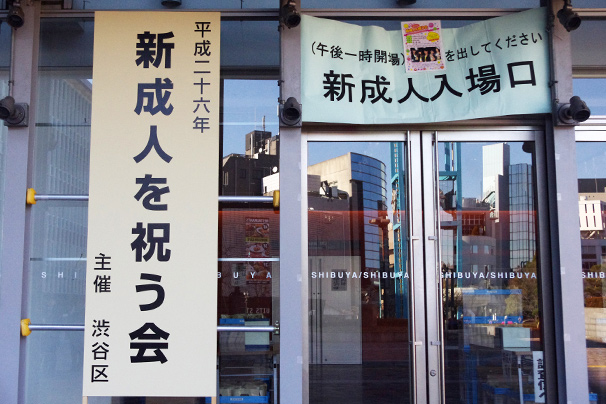 平成二十六年
新成人を祝う会
主催 渋谷区
(午後一時開場)
を出してください
新成人入場口
SHIBUYA/SHIBUYA
SHIBUYA/SHIBUYA